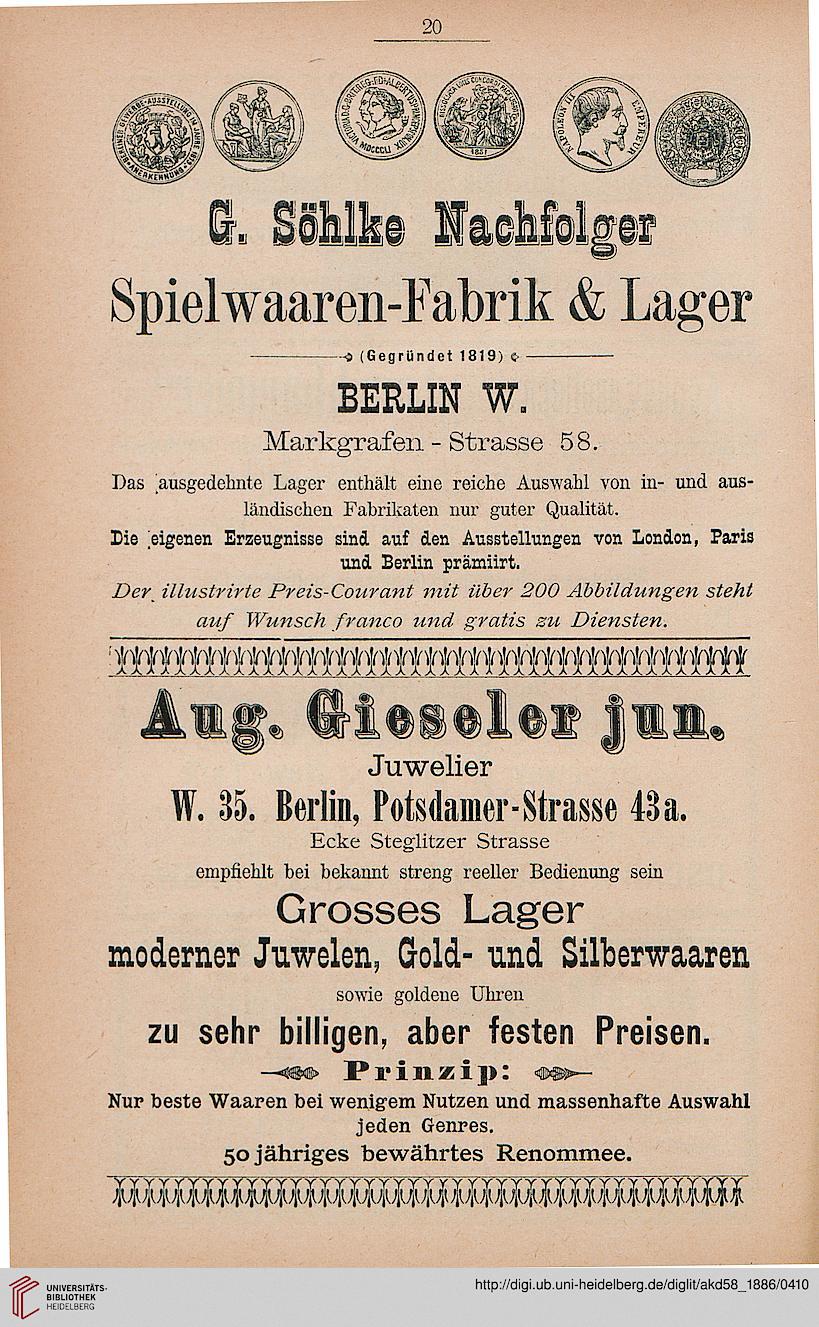 20
G. Söhlke Nachfolger
Spielwaaren-Fabrik & Lager
(Gegründet 1819)
BERLIN W.
Markgrafen - Strasse 58.
Das ausgedehnte Lager enthält eine reiche Auswahl von in- und aus-
ländischen Fabrikaten nur guter Qualität.
Die eigenen Erzeugnisse sind auf den Ausstellungen von London, Paris
und Berlin prämiirt.
Der illustrirte Preis-Courant mit über 200 Abbildungen steht
auf Wunsch franco und gratis zu Diensten.
Aug. Gieseler jun.
Juwelier
W. 35. Berlin, Potsdamer-Strasse 43a.
Ecke Steglitzer Strasse
empfiehlt bei bekannt streng reeller Bedienung sein
Grosses Lager
moderner Juwelen, Gold- und Silberwaaren
sowie goldene Uhren
zu sehr billigen, aber festen Preisen.
Prinzip:
Nur beste Waaren bei wenigem Nutzen und massenhafte Auswahl
jeden Genres.
50 jähriges bewährtes Renommee.
UNIVERSITÄTS-
BIBLIOTHEK
HEIDELBERG
http://digi.ub.uni-heidelberg.de/diglit/akd58_1886/0410